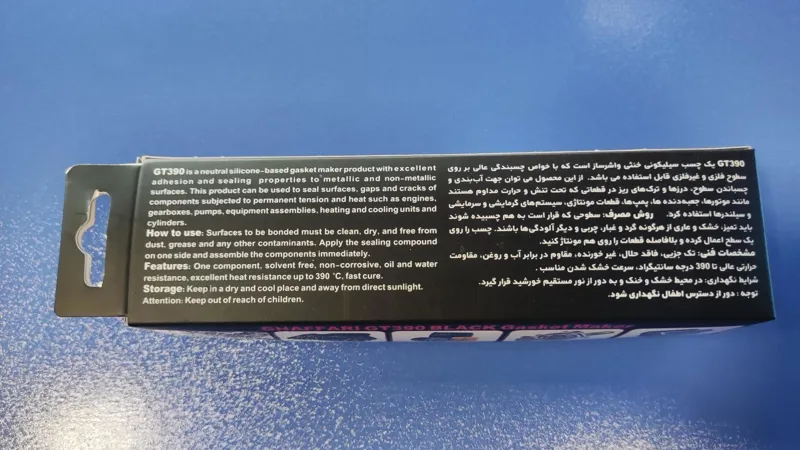 GT390 is a neutral silicone-based gasket maker product with excellent
adhesion and sealing properties to metallic and non-metallic
surfaces. This product can be used to seal surfaces, gaps and cracks of
components subjected to permanent tension and heat such as engines,
gearboxes, pumps, equipment assemblies, heating and cooling units and
cylinders.
How to use: Surfaces to be bonded must be clean, dry, and free from
dust, grease and any other contaminants. Apply the sealing compound
on one side and assemble the components immediately.
Features: One component, solvent free, non-corrosive, oil and water
resistance, excellent heat resistance up to 390 °C, fast cure.
Storage: Keep in a dry and cool place and away from direct sunlight.
Attention: Keep out of reach of children.
GT390 یک چسب سیلیکونی خنثی واشرساز است که با خواص چسبندگی عالی بر روی
سطوح فلزی و غیرفلزی قابل استفاده می باشد. از این محصول می توان جهت آب‌بندی و
چسباندن سطوح، درزها و ترک‌های ریز در قطعاتی که تحت تنش و حرارت مداوم هستند
مانند موتورها، جعبه‌دنده ها، پمپ‌ها، قطعات مونتاژی، سیستم‌های گرمایشی و سرمایشی
و سیلندرها استفاده کرد. روش مصرف: سطوحی که قرار است به هم چسبیده شوند
باید تمیز، خشک و عاری از هرگونه گرد و غبار، چربی و دیگر آلودگی‌ها باشند. چسب را روی
یک سطح اعمال کرده و بلافاصله قطعات را روی هم مونتاژ کنید.
مشخصات فنی: تک جزیی، فاقد حلال، غیر خورنده، مقاوم در برابر آب و روغن، مقاومت
حرارتی عالی تا 390 درجه سانتیگراد، سرعت خشک شدن مناسب.
شرایط نگهداری: در محیط خشک و خنک و به دور از نور مستقیم خورشید قرار گیرد.
توجه: دور از دسترس اطفال نگهداری شود.
GHAFFARI GT390 BLACK Gasket Maker